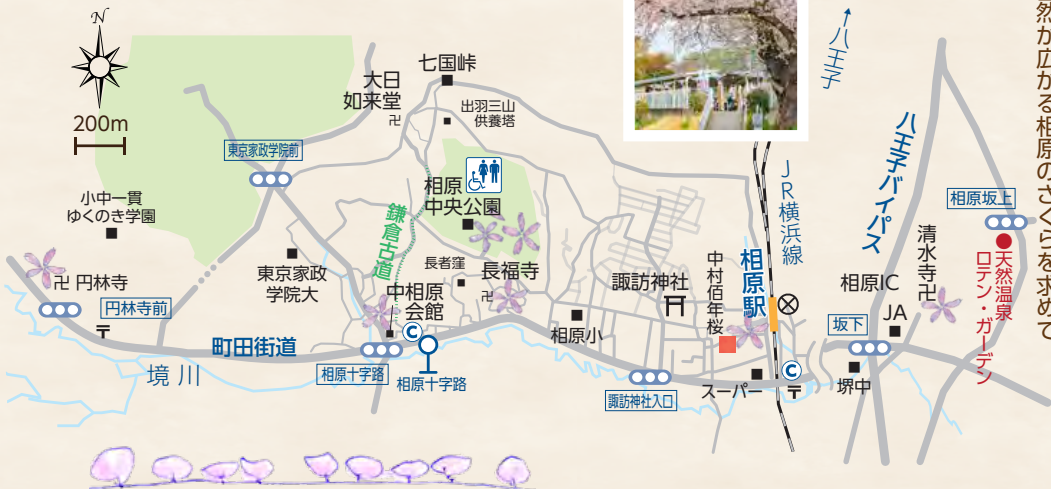 然が広がる相原のさくらを求めて
N
200m
↑八王子
七国峠
大日
如来堂
卍
出羽三山
供養塔
東京家政学院前
小中一貫
ゆくのき学園
相原
中央公園
鎌倉古道
東京家政
学院大
長者窪
長福寺
卍
中相原
会館
卍 円林寺
円林寺前
〒
町田街道
境川
相原十字路
C
相原十字路
相原小
諏訪神社
諏訪神社入口
中村佰年桜
相原駅
JR横浜線
スーパー
C
〒
八王子バイパス
相原坂上
清水寺卍
天然温泉
ロテン・ガーデン
相原IC
JA
坂下
堺中